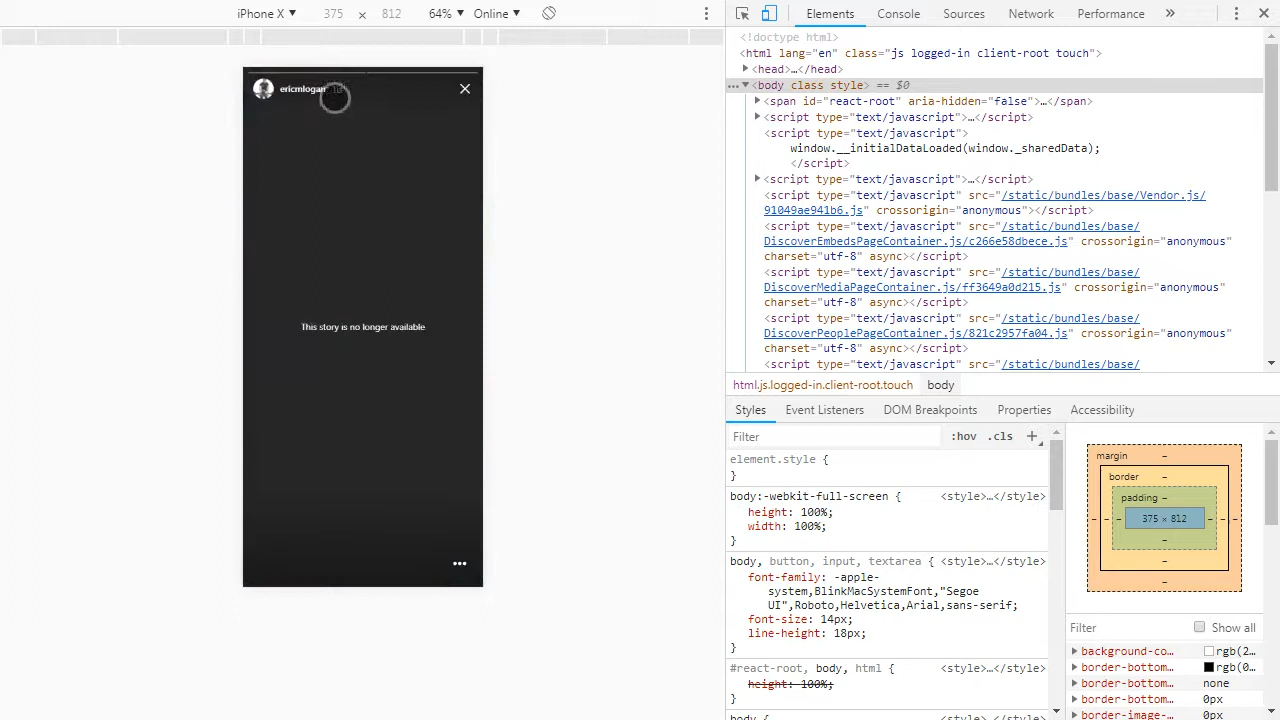 iPhone X ▼ 375 x 812 64% ▼ Online ▼
Elements Console Sources Network Performance »
<!doctype html>
<html lang="en" class="js logged-in client-root touch">
<head>…</head>
<body class style> == $0
<span id="react-root" aria-hidden="false">…</span>
<script type="text/javascript">…</script>
<script type="text/javascript">
window.__initialDataLoaded(window._sharedData);
</script>
<script type="text/javascript">…</script>
<script type="text/javascript" src="/static/bundles/base/Vendor.js/
91049ae941b6.js" crossorigin="anonymous"></script>
<script type="text/javascript" src="/static/bundles/base/
DiscoverEmbedsPageContainer.js/c266e58dbece.js" crossorigin="anonymous"
charset="utf-8" async></script>
<script type="text/javascript" src="/static/bundles/base/
DiscoverMediaPageContainer.js/ff3649a0d215.js" crossorigin="anonymous"
charset="utf-8" async></script>
<script type="text/javascript" src="/static/bundles/base/
DiscoverPeoplePageContainer.js/821c2957fa04.js" crossorigin="anonymous"
charset="utf-8" async></script>
<script type="text/javascript" src="/static/bundles/base/
html.js.logged-in.client-root.touch body
ericmlogan
This story is no longer available
Styles Event Listeners DOM Breakpoints Properties Accessibility
Filter :hov .cls +
element.style {
}
body:-webkit-full-screen { <style>…</style>
height: 100%;
width: 100%;
}
body, button, input, textarea { <style>…</style>
font-family: -apple-
system,BlinkMacSystemFont,"Segoe
UI",Roboto,Helvetica,Arial,sans-serif;
font-size: 14px;
line-height: 18px;
}
#react-root, body, html { <style>…</style>
height: 100%;
}
body { <style>…</style>
margin –
border –
padding –
– – – 375 × 812 – – –
–
–
–
Filter Show all
background-co… rgb(2…
border-bottom… rgb(0…
border-bottom… none
border-bottom… 0px
border-image-… 0px